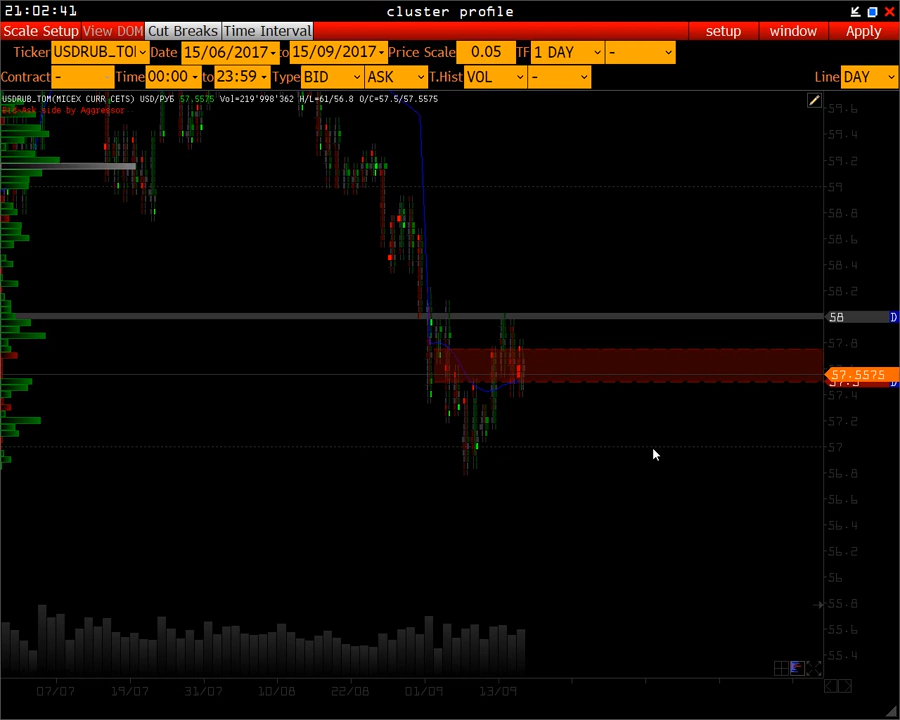 21:02:41 cluster profile
Scale Setup View DOM Cut Breaks Time Interval setup window Apply
Ticker USDRUB_TO Date 15/06/2017 to 15/09/2017 Price Scale 0.05 TF 1 DAY -
Contract - Time 00:00 to 23:59 Type BID ASK T.Hist VOL - Line DAY
USDRUB_TOM(MICEX CURR CETS) USD/РУБ 57.5575 Vol=219'998'362 H/L=61/56.8 O/C=57.5/57.5575
Bid-Ask side by Aggressor
59.6
59.4
59.2
59
58.8
58.6
58.4
58.2
58 D
57.8
57.5575
57.5 D
57.4
57.2
57
56.8
56.6
56.4
56.2
56
55.8
55.6
55.4
07/07 19/07 31/07 10/08 22/08 01/09 13/09